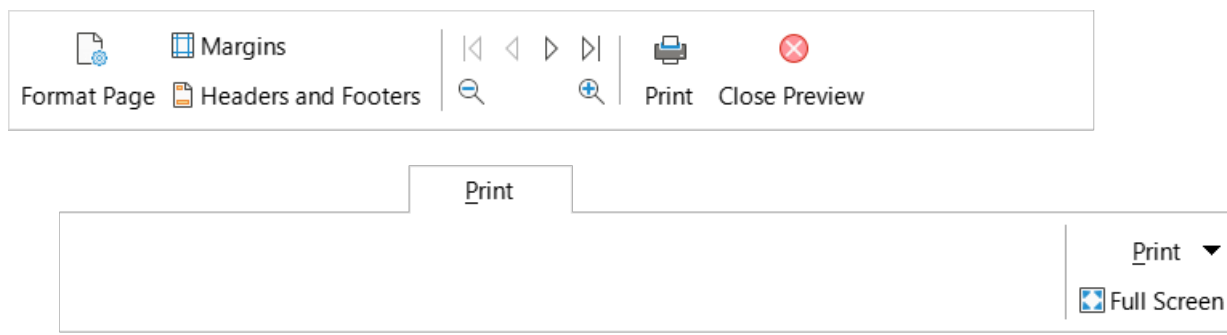 Margins
Format Page Headers and Footers Print Close Preview
Print
Print
Full Screen